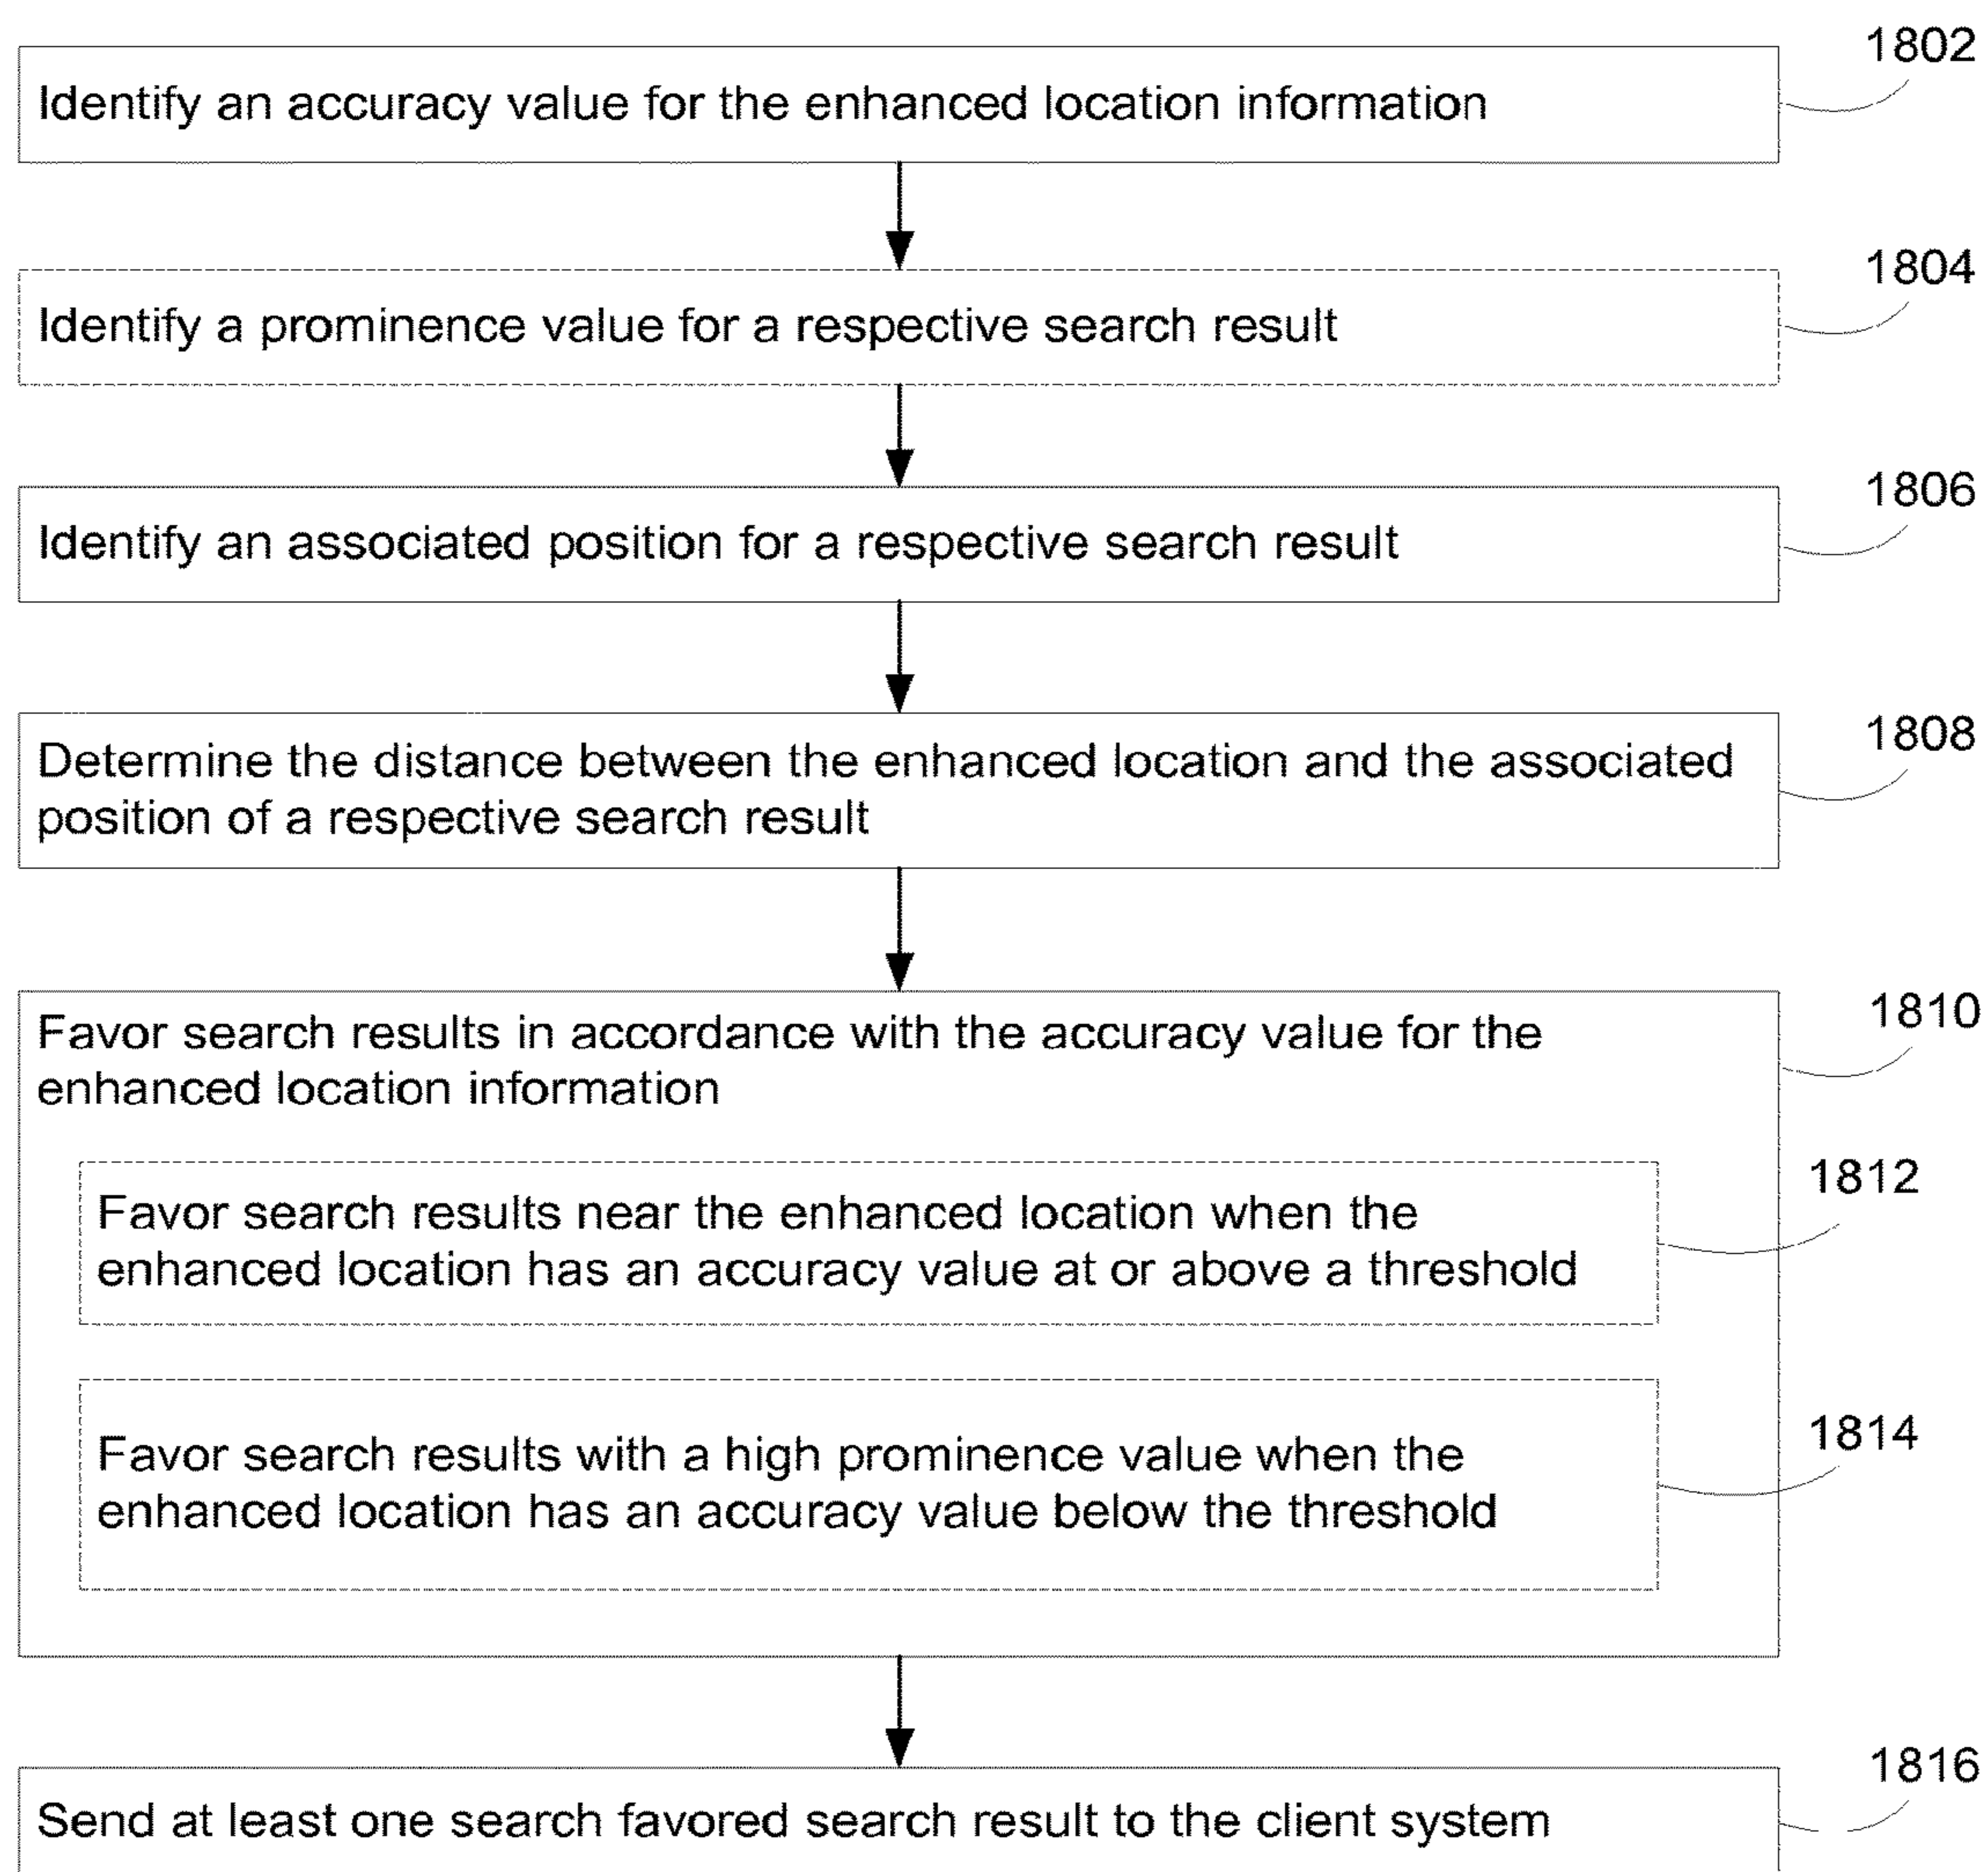 1802
Identify an accuracy value for the enhanced location information
1804
Identify a prominence value for a respective search result
1806
Identify an associated position for a respective search result
1808
Determine the distance between the enhanced location and the associated
position of a respective search result
1810
Favor search results in accordance with the accuracy value for the
enhanced location information
1812
Favor search results near the enhanced location when the
enhanced location has an accuracy value at or above a threshold
1814
Favor search results with a high prominence value when the
enhanced location has an accuracy value below the threshold
1816
Send at least one search favored search result to the client system